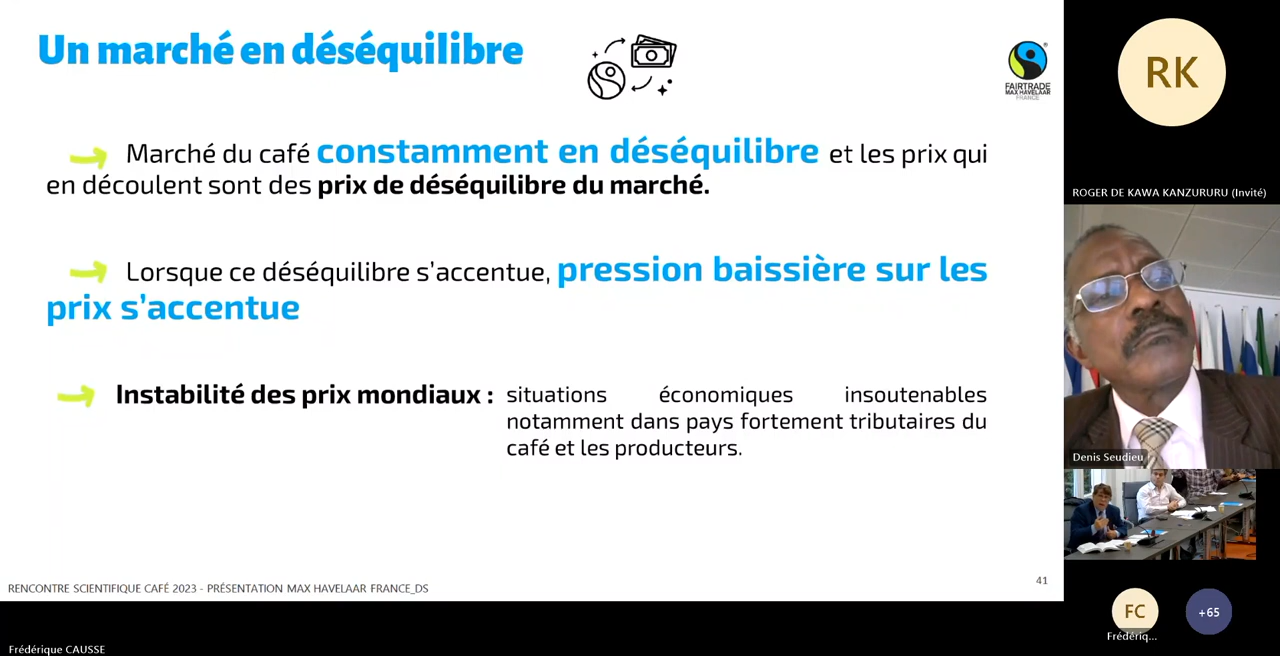 Un marché en déséquilibre
FAIRTRADE
MAX HAVELAAR
FRANCE
Marché du café constamment en déséquilibre et les prix qui
en découlent sont des prix de déséquilibre du marché.
Lorsque ce déséquilibre s’accentue, pression baissière sur les
prix s’accentue
Instabilité des prix mondiaux : situations économiques insoutenables
notamment dans pays fortement tributaires du
café et les producteurs.
41
RENCONTRE SCIENTIFIQUE CAFÉ 2023 - PRÉSENTATION MAX HAVELAAR FRANCE_DS
Frédérique CAUSSE
RK
ROGER DE KAWA KANZURURU (Invité)
Denis Seudieu
FC
+65
Frédériq...